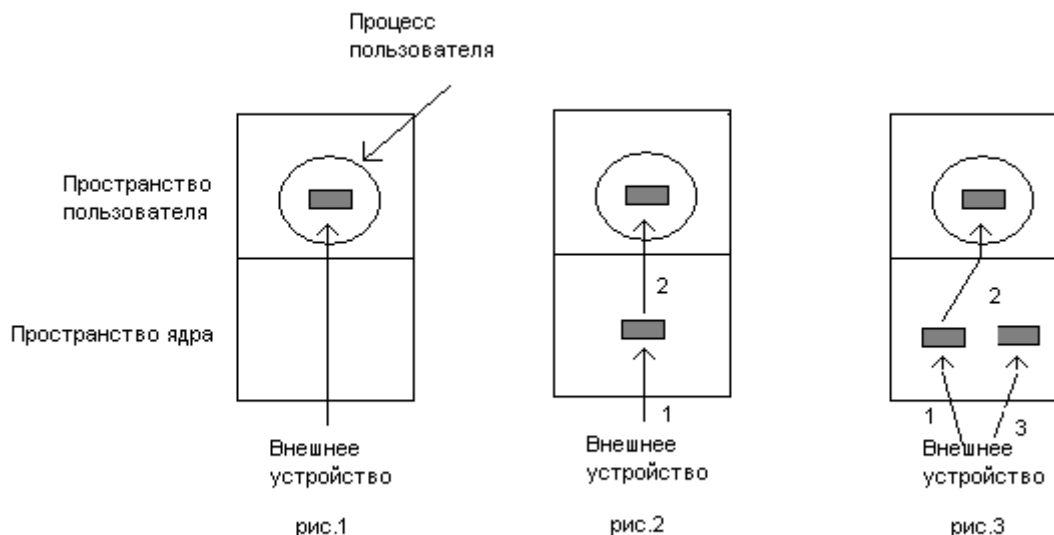 Процесс
пользователя
Пространство
пользователя
2
2
Пространство ядра
1
1
3
Внешнее
устройство
Внешнее
устройство
Внешнее
устройство
рис.1
рис.2
рис.3